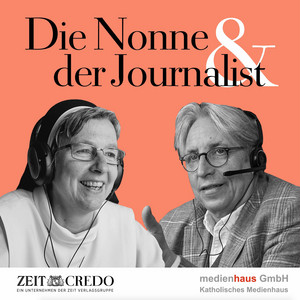 Die Nonne &
der Journalist
ZEIT CREDO
EIN UNTERNEHMEN DER ZEIT VERLAGSGRUPPE
medienhaus GmbH
Katholisches Medienhaus